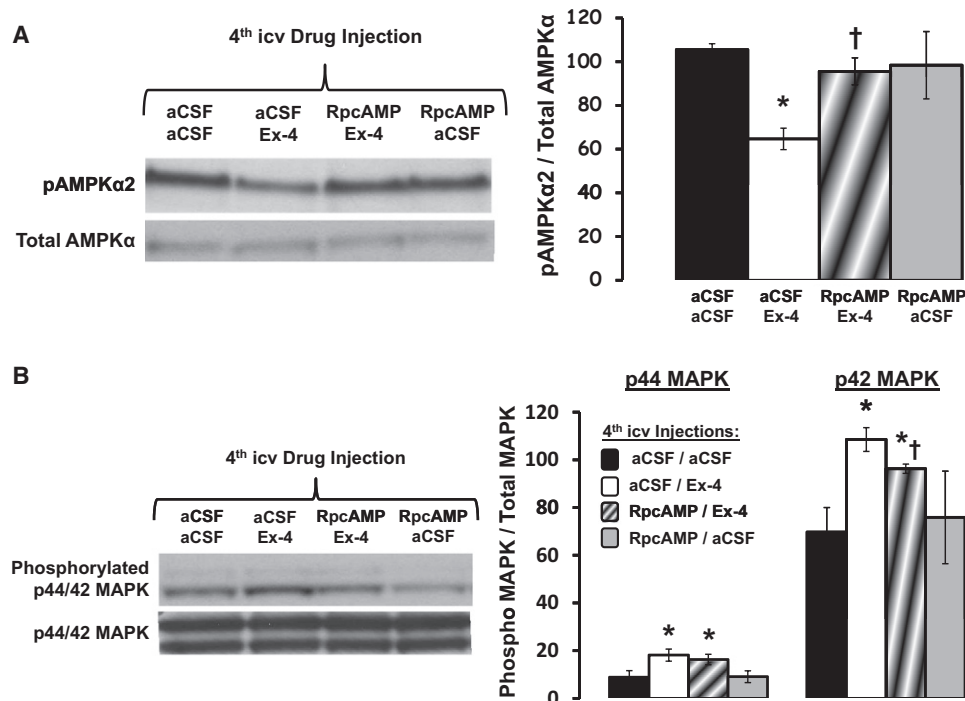 A
4th icv Drug Injection
aCSF aCSF RpcAMP RpcAMP
aCSF Ex-4 Ex-4 aCSF
pAMPKα2
Total AMPKα
pAMPKα2 / Total AMPKα
120
100
80
60
40
20
0
*
†
aCSF aCSF RpcAMP RpcAMP
aCSF Ex-4 Ex-4 aCSF
B
4th icv Drug Injection
aCSF aCSF RpcAMP RpcAMP
aCSF Ex-4 Ex-4 aCSF
Phosphorylated
p44/42 MAPK
p44/42 MAPK
Phospho MAPK / Total MAPK
120
100
80
60
40
20
0
p44 MAPK
p42 MAPK
4th icv Injections:
aCSF / aCSF
aCSF / Ex-4
RpcAMP / Ex-4
RpcAMP / aCSF
* *
*
*†